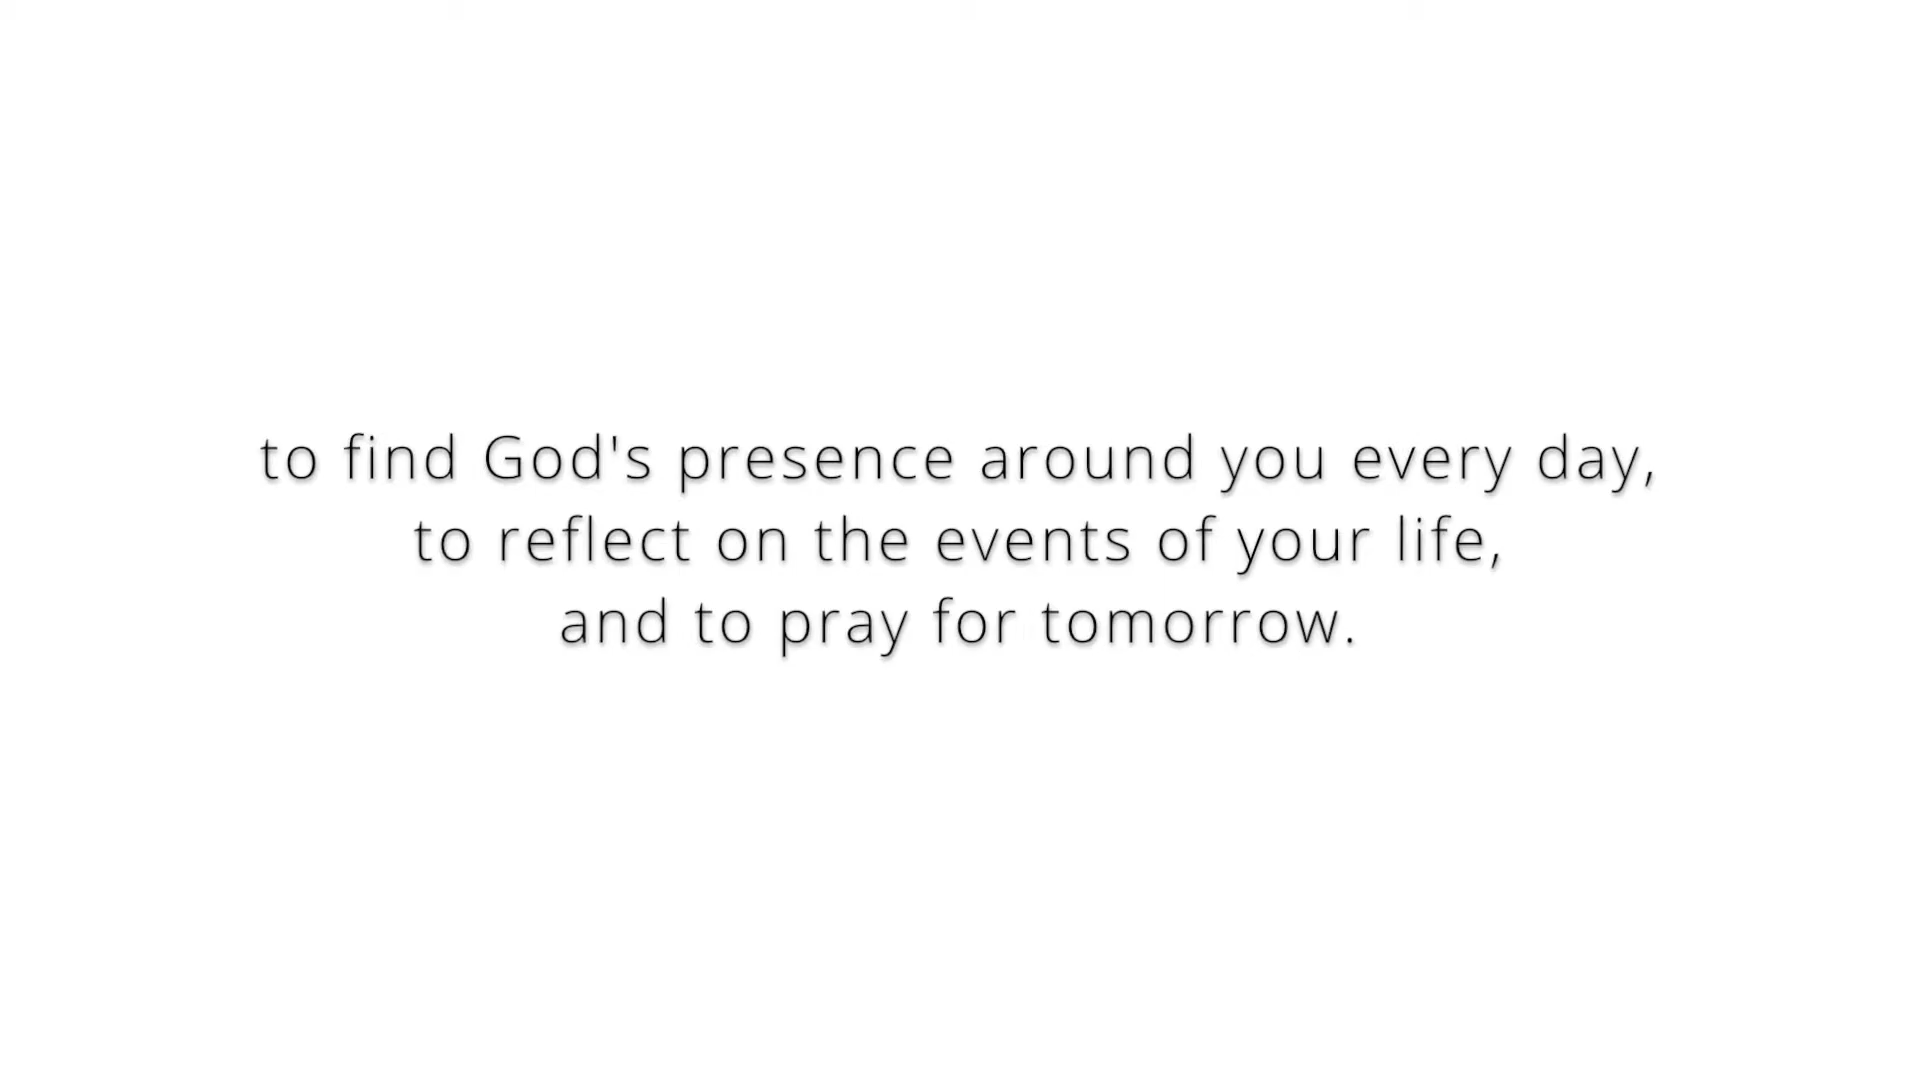 to find God's presence around you every day,
to reflect on the events of your life,
and to pray for tomorrow.